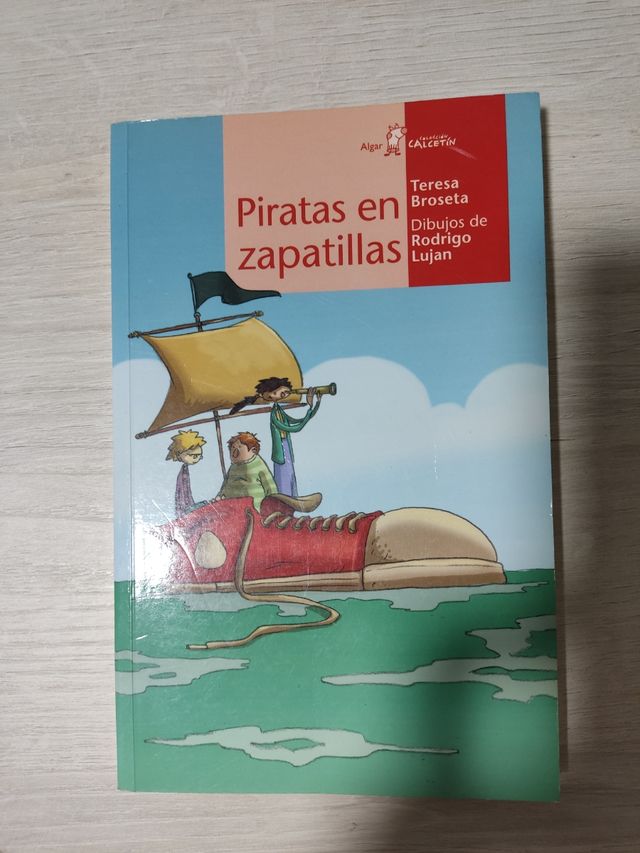 Algar
colección
CALCETÍN
Piratas en
zapatillas
Teresa
Broseta
Dibujos de
Rodrigo
Lujan